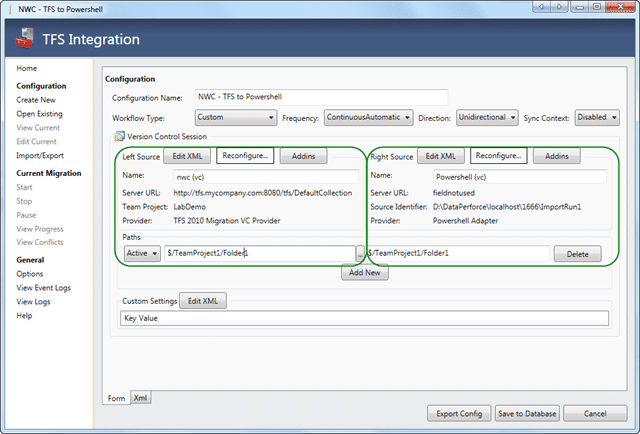 NWC - TFS to Powershell
TFS Integration
Home
Configuration
Create New
Open Existing
View Current
Edit Current
Import/Export
Current Migration
Start
Stop
Pause
View Progress
View Conflicts
General
Options
View Event Logs
View Logs
Help
Configuration
Configuration Name: NWC - TFS to Powershell
Workflow Type: Custom Frequency: ContinuousAutomatic Direction: Unidirectional Sync Context: Disabled
Version Control Session
Left Source Edit XML Reconfigure... Addins
Name: nwc (vc)
Server URL: http://tfs.mycompany.com:8080/tfs/DefaultCollection
Team Project: LabDemo
Provider: TFS 2010 Migration VC Provider
Right Source Edit XML Reconfigure... Addins
Name: Powershell (vc)
Server URL: fieldnotused
Source Identifier: D:\DataPerforce\localhost\1666\ImportRun1
Provider: Powershell Adapter
Paths
Active $/TeamProject1/Folder1 ... $/TeamProject1/Folder1 Delete
Add New
Custom Settings Edit XML
Key Value
Form Xml
Export Config Save to Database Cancel